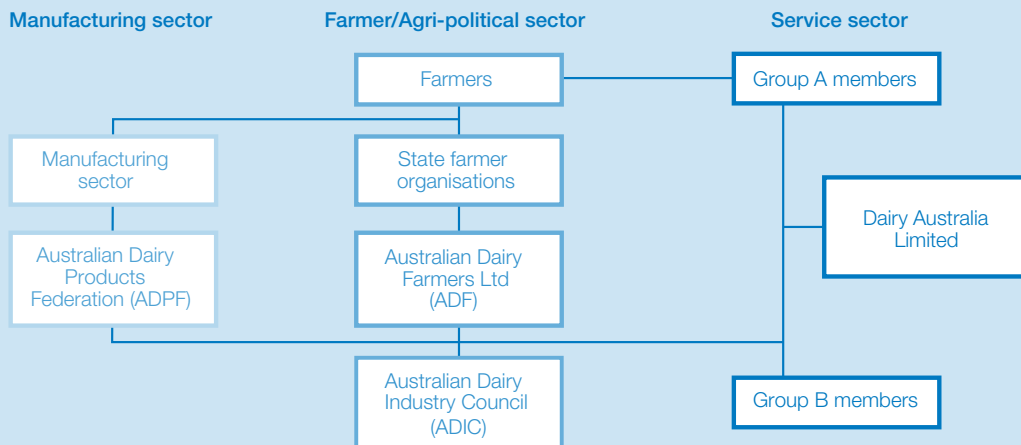 Manufacturing sector
Farmer/Agri-political sector
Service sector
Farmers
Group A members
Manufacturing
sector
State farmer
organisations
Dairy Australia
Limited
Australian Dairy
Products
Federation (ADPF)
Australian Dairy
Farmers Ltd
(ADF)
Australian Dairy
Industry Council
(ADIC)
Group B members